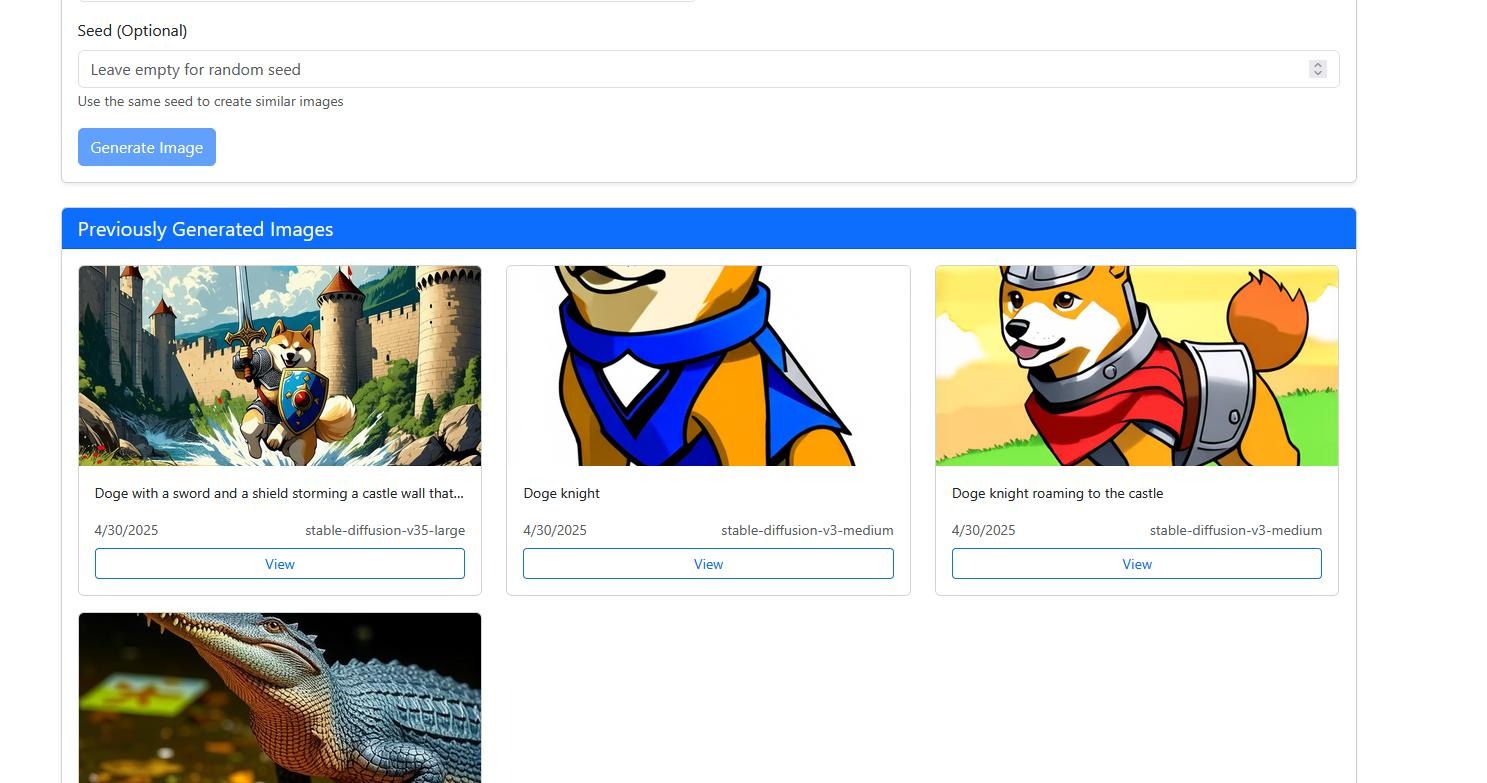 Seed (Optional)
Leave empty for random seed
Use the same seed to create similar images
Generate Image
Previously Generated Images
Doge with a sword and a shield storming a castle wall that...
4/30/2025 stable-diffusion-v35-large
View
Doge knight
4/30/2025 stable-diffusion-v3-medium
View
Doge knight roaming to the castle
4/30/2025 stable-diffusion-v3-medium
View